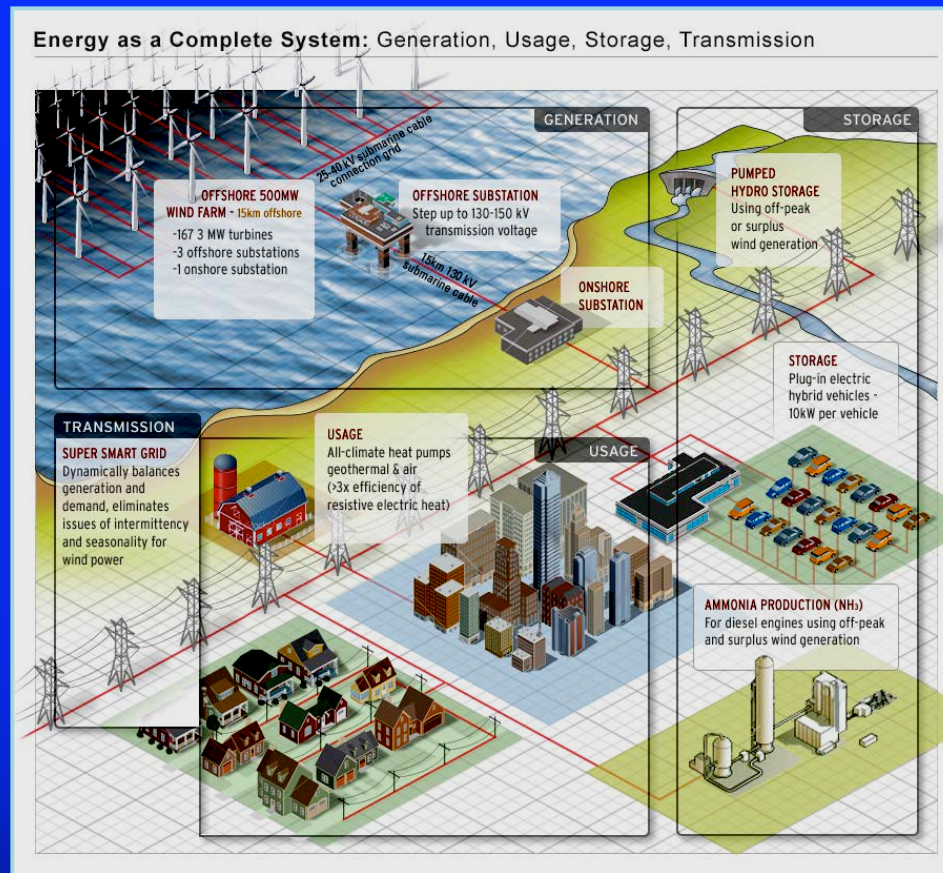 Energy as a Complete System: Generation, Usage, Storage, Transmission
GENERATION
25-40 kV submarine cable
connection grid
OFFSHORE 500MW
WIND FARM - 15km offshore
-167 3 MW turbines
-3 offshore substations
-1 onshore substation
OFFSHORE SUBSTATION
Step up to 130-150 kV
transmission voltage
15km 130 kV
submarine cable
ONSHORE
SUBSTATION
STORAGE
PUMPED
HYDRO STORAGE
Using off-peak
or surplus
wind generation
STORAGE
Plug-in electric
hybrid vehicles -
10kW per vehicle
TRANSMISSION
SUPER SMART GRID
Dynamically balances
generation and
demand, eliminates
issues of intermittency
and seasonality for
wind power
USAGE
USAGE
All-climate heat pumps
geothermal & air
(>3x efficiency of
resistive electric heat)
AMMONIA PRODUCTION (NH₃)
For diesel engines using off-peak
and surplus wind generation